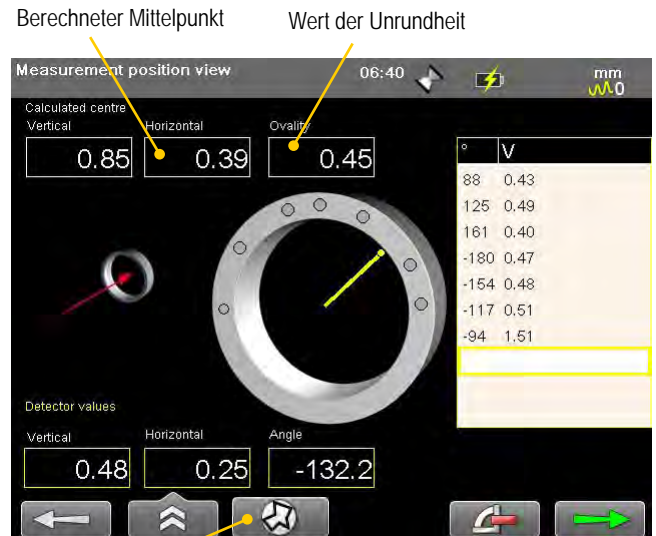 Berechneter Mittelpunkt Wert der Unrundheit
Measurement position view 06:40 mm
0
Calculated centre
Vertical Horizontal Ovality
0.85 0.39 0.45
° V
88 0.43
125 0.49
161 0.40
-180 0.47
-154 0.48
-117 0.51
-94 1.51
Detector values
Vertical Horizontal Angle
0.48 0.25 -132.2